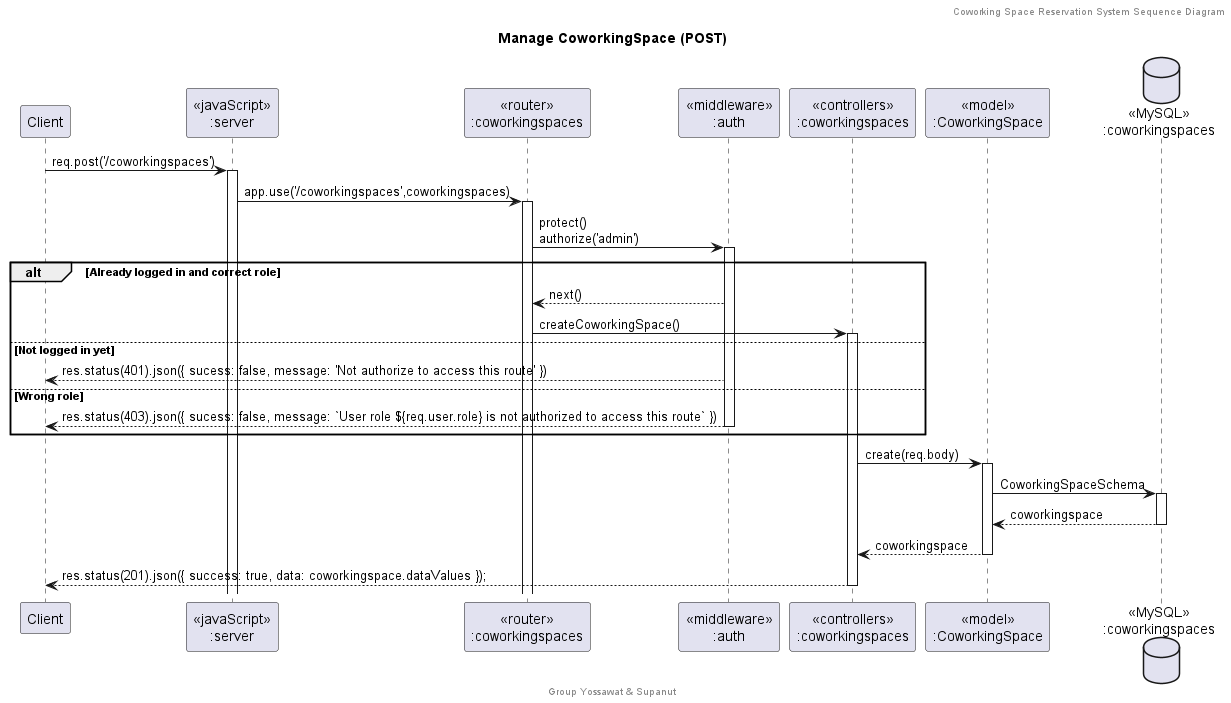 Coworking Space Reservation System Sequence Diagram
Manage CoworkingSpace (POST)
Client
«javaScript»
:server
«router»
:coworkingspaces
«middleware»
:auth
«controllers»
:coworkingspaces
«model»
:CoworkingSpace
«MySQL»
:coworkingspaces
req.post('/coworkingspaces')
app.use('/coworkingspaces',coworkingspaces)
protect()
authorize('admin')
alt
[Already logged in and correct role]
next()
createCoworkingSpace()
[Not logged in yet]
res.status(401).json({ sucess: false, message: 'Not authorize to access this route' })
[Wrong role]
res.status(403).json({ sucess: false, message: `User role ${req.user.role} is not authorized to access this route` })
create(req.body)
CoworkingSpaceSchema
coworkingspace
coworkingspace
res.status(201).json({ success: true, data: coworkingspace.dataValues });
Client
«javaScript»
:server
«router»
:coworkingspaces
«middleware»
:auth
«controllers»
:coworkingspaces
«model»
:CoworkingSpace
«MySQL»
:coworkingspaces
Group Yossawat & Supanut